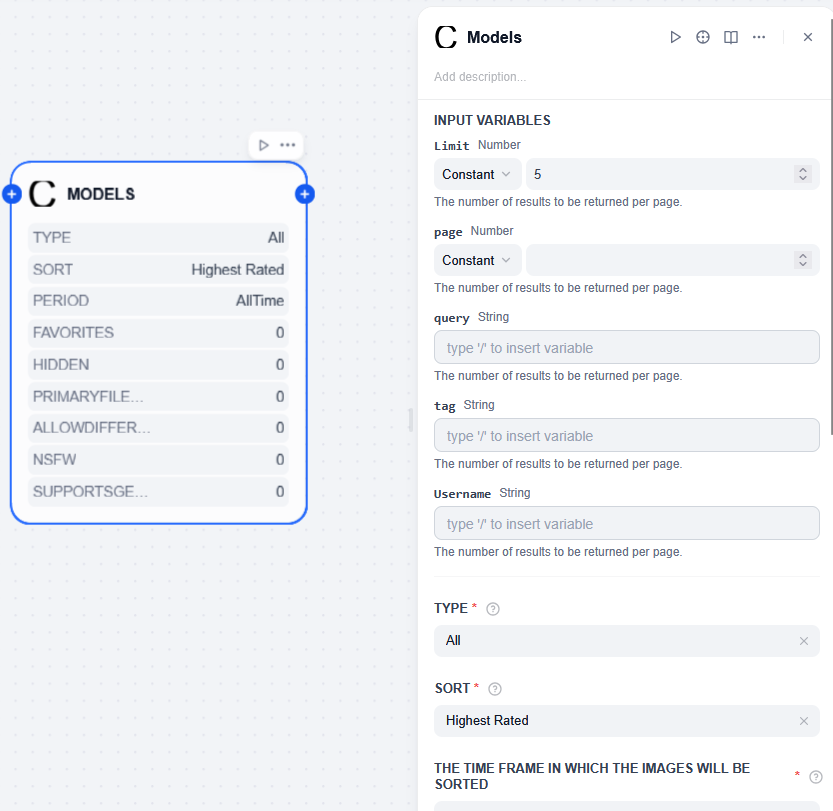 MODELS
TYPE All
SORT Highest Rated
PERIOD AllTime
FAVORITES 0
HIDDEN 0
PRIMARYFILE... 0
ALLOWDIFFER... 0
NSFW 0
SUPPORTSGE... 0
C Models
Add description...
INPUT VARIABLES
Limit Number
Constant 5
The number of results to be returned per page.
page Number
Constant
The number of results to be returned per page.
query String
type '/' to insert variable
The number of results to be returned per page.
tag String
type '/' to insert variable
The number of results to be returned per page.
Username String
type '/' to insert variable
The number of results to be returned per page.
TYPE *
All
SORT *
Highest Rated
THE TIME FRAME IN WHICH THE IMAGES WILL BE
SORTED *